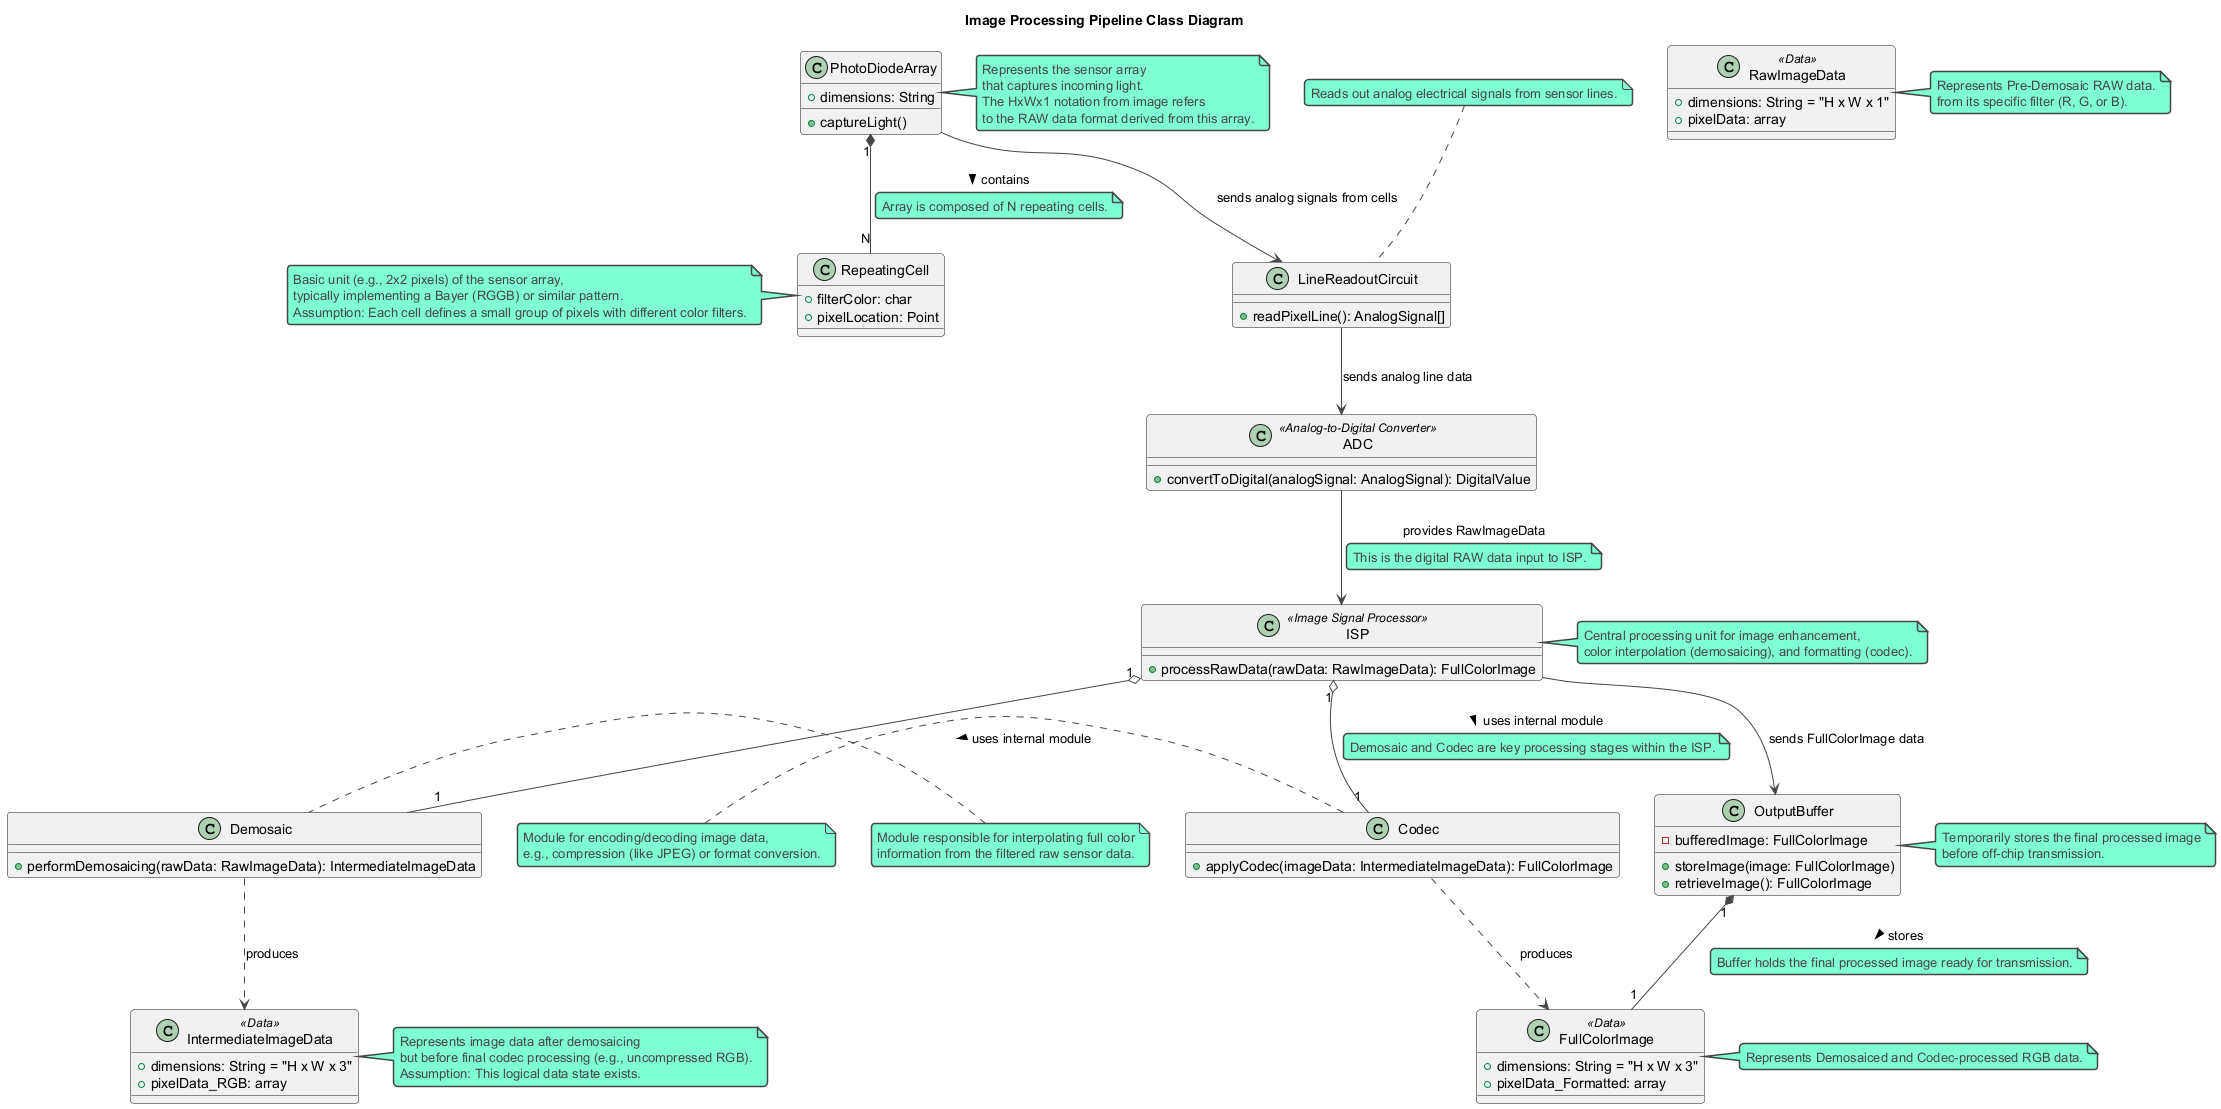 Image Processing Pipeline Class Diagram
C PhotoDiodeArray
dimensions: String
captureLight()
Represents the sensor array
that captures incoming light.
The HxWx1 notation from image refers
to the RAW data format derived from this array.
Reads out analog electrical signals from sensor lines.
C «Data»
RawImageData
dimensions: String = "H x W x 1"
pixelData: array
Represents Pre-Demosaic RAW data.
from its specific filter (R, G, or B).
1
contains
Array is composed of N repeating cells.
N
sends analog signals from cells
Basic unit (e.g., 2x2 pixels) of the sensor array,
typically implementing a Bayer (RGGB) or similar pattern.
Assumption: Each cell defines a small group of pixels with different color filters.
C RepeatingCell
filterColor: char
pixelLocation: Point
C LineReadoutCircuit
readPixelLine(): AnalogSignal[]
sends analog line data
C «Analog-to-Digital Converter»
ADC
convertToDigital(analogSignal: AnalogSignal): DigitalValue
provides RawImageData
This is the digital RAW data input to ISP.
C «Image Signal Processor»
ISP
processRawData(rawData: RawImageData): FullColorImage
Central processing unit for image enhancement,
color interpolation (demosaicing), and formatting (codec).
1
1
uses internal module
uses internal module
Demosaic and Codec are key processing stages within the ISP.
sends FullColorImage data
1
1
C Demosaic
performDemosaicing(rawData: RawImageData): IntermediateImageData
Module for encoding/decoding image data,
e.g., compression (like JPEG) or format conversion.
Module responsible for interpolating full color
information from the filtered raw sensor data.
C Codec
applyCodec(imageData: IntermediateImageData): FullColorImage
C OutputBuffer
bufferedImage: FullColorImage
storeImage(image: FullColorImage)
retrieveImage(): FullColorImage
Temporarily stores the final processed image
before off-chip transmission.
produces
produces
1
stores
Buffer holds the final processed image ready for transmission.
1
C «Data»
IntermediateImageData
dimensions: String = "H x W x 3"
pixelData_RGB: array
Represents image data after demosaicing
but before final codec processing (e.g., uncompressed RGB).
Assumption: This logical data state exists.
C «Data»
FullColorImage
dimensions: String = "H x W x 3"
pixelData_Formatted: array
Represents Demosaiced and Codec-processed RGB data.